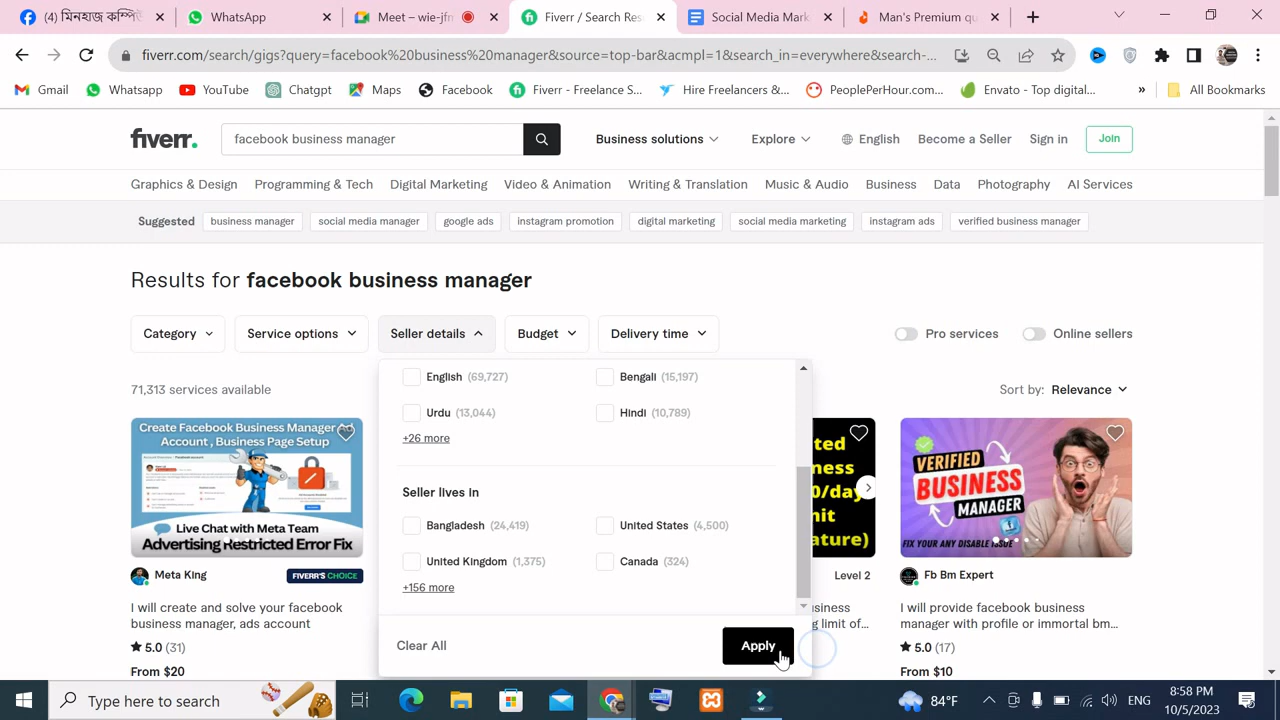 (4) মিনহাজ কম্পিউ
WhatsApp
Meet – wie-jfm
Fiverr / Search Res
Social Media Mark
Man's Premium qu
fiverr.com/search/gigs?query=facebook%20business%20manager&source=top-bar&acmpl=1&search_in=everywhere&search-...
Gmail
Whatsapp
YouTube
Chatgpt
Maps
Facebook
Fiverr - Freelance S...
Hire Freelancers &...
PeoplePerHour.com...
Envato - Top digital...
»
All Bookmarks
fiverr.
facebook business manager
Business solutions
Explore
English
Become a Seller
Sign in
Join
Graphics & Design
Programming & Tech
Digital Marketing
Video & Animation
Writing & Translation
Music & Audio
Business
Data
Photography
AI Services
Suggested
business manager
social media manager
google ads
instagram promotion
digital marketing
social media marketing
instagram ads
verified business manager
Results for facebook business manager
Category
Service options
Seller details
Budget
Delivery time
Pro services
Online sellers
71,313 services available
Sort by: Relevance
English (69,727)
Bengali (15,197)
Urdu (13,044)
Hindi (10,789)
+26 more
Seller lives in
Bangladesh (24,419)
United States (4,500)
United Kingdom (1,375)
Canada (324)
+156 more
Clear All
Apply
Create Facebook Business Manager
Account , Business Page Setup
Live Chat with Meta Team
Advertising Restricted Error Fix
Meta King
FIVERR'S CHOICE
I will create and solve your facebook
business manager, ads account
5.0 (31)
From $20
ted
ness
0/day
nit
ature)
Level 2
siness
g limit of...
VERIFIED
BUSINESS
MANAGER
FIX YOUR ANY DISABLE ISSUE
Fb Bm Expert
I will provide facebook business
manager with profile or immortal bm...
5.0 (17)
From $10
Type here to search
84°F
ENG
8:58 PM
10/5/2023